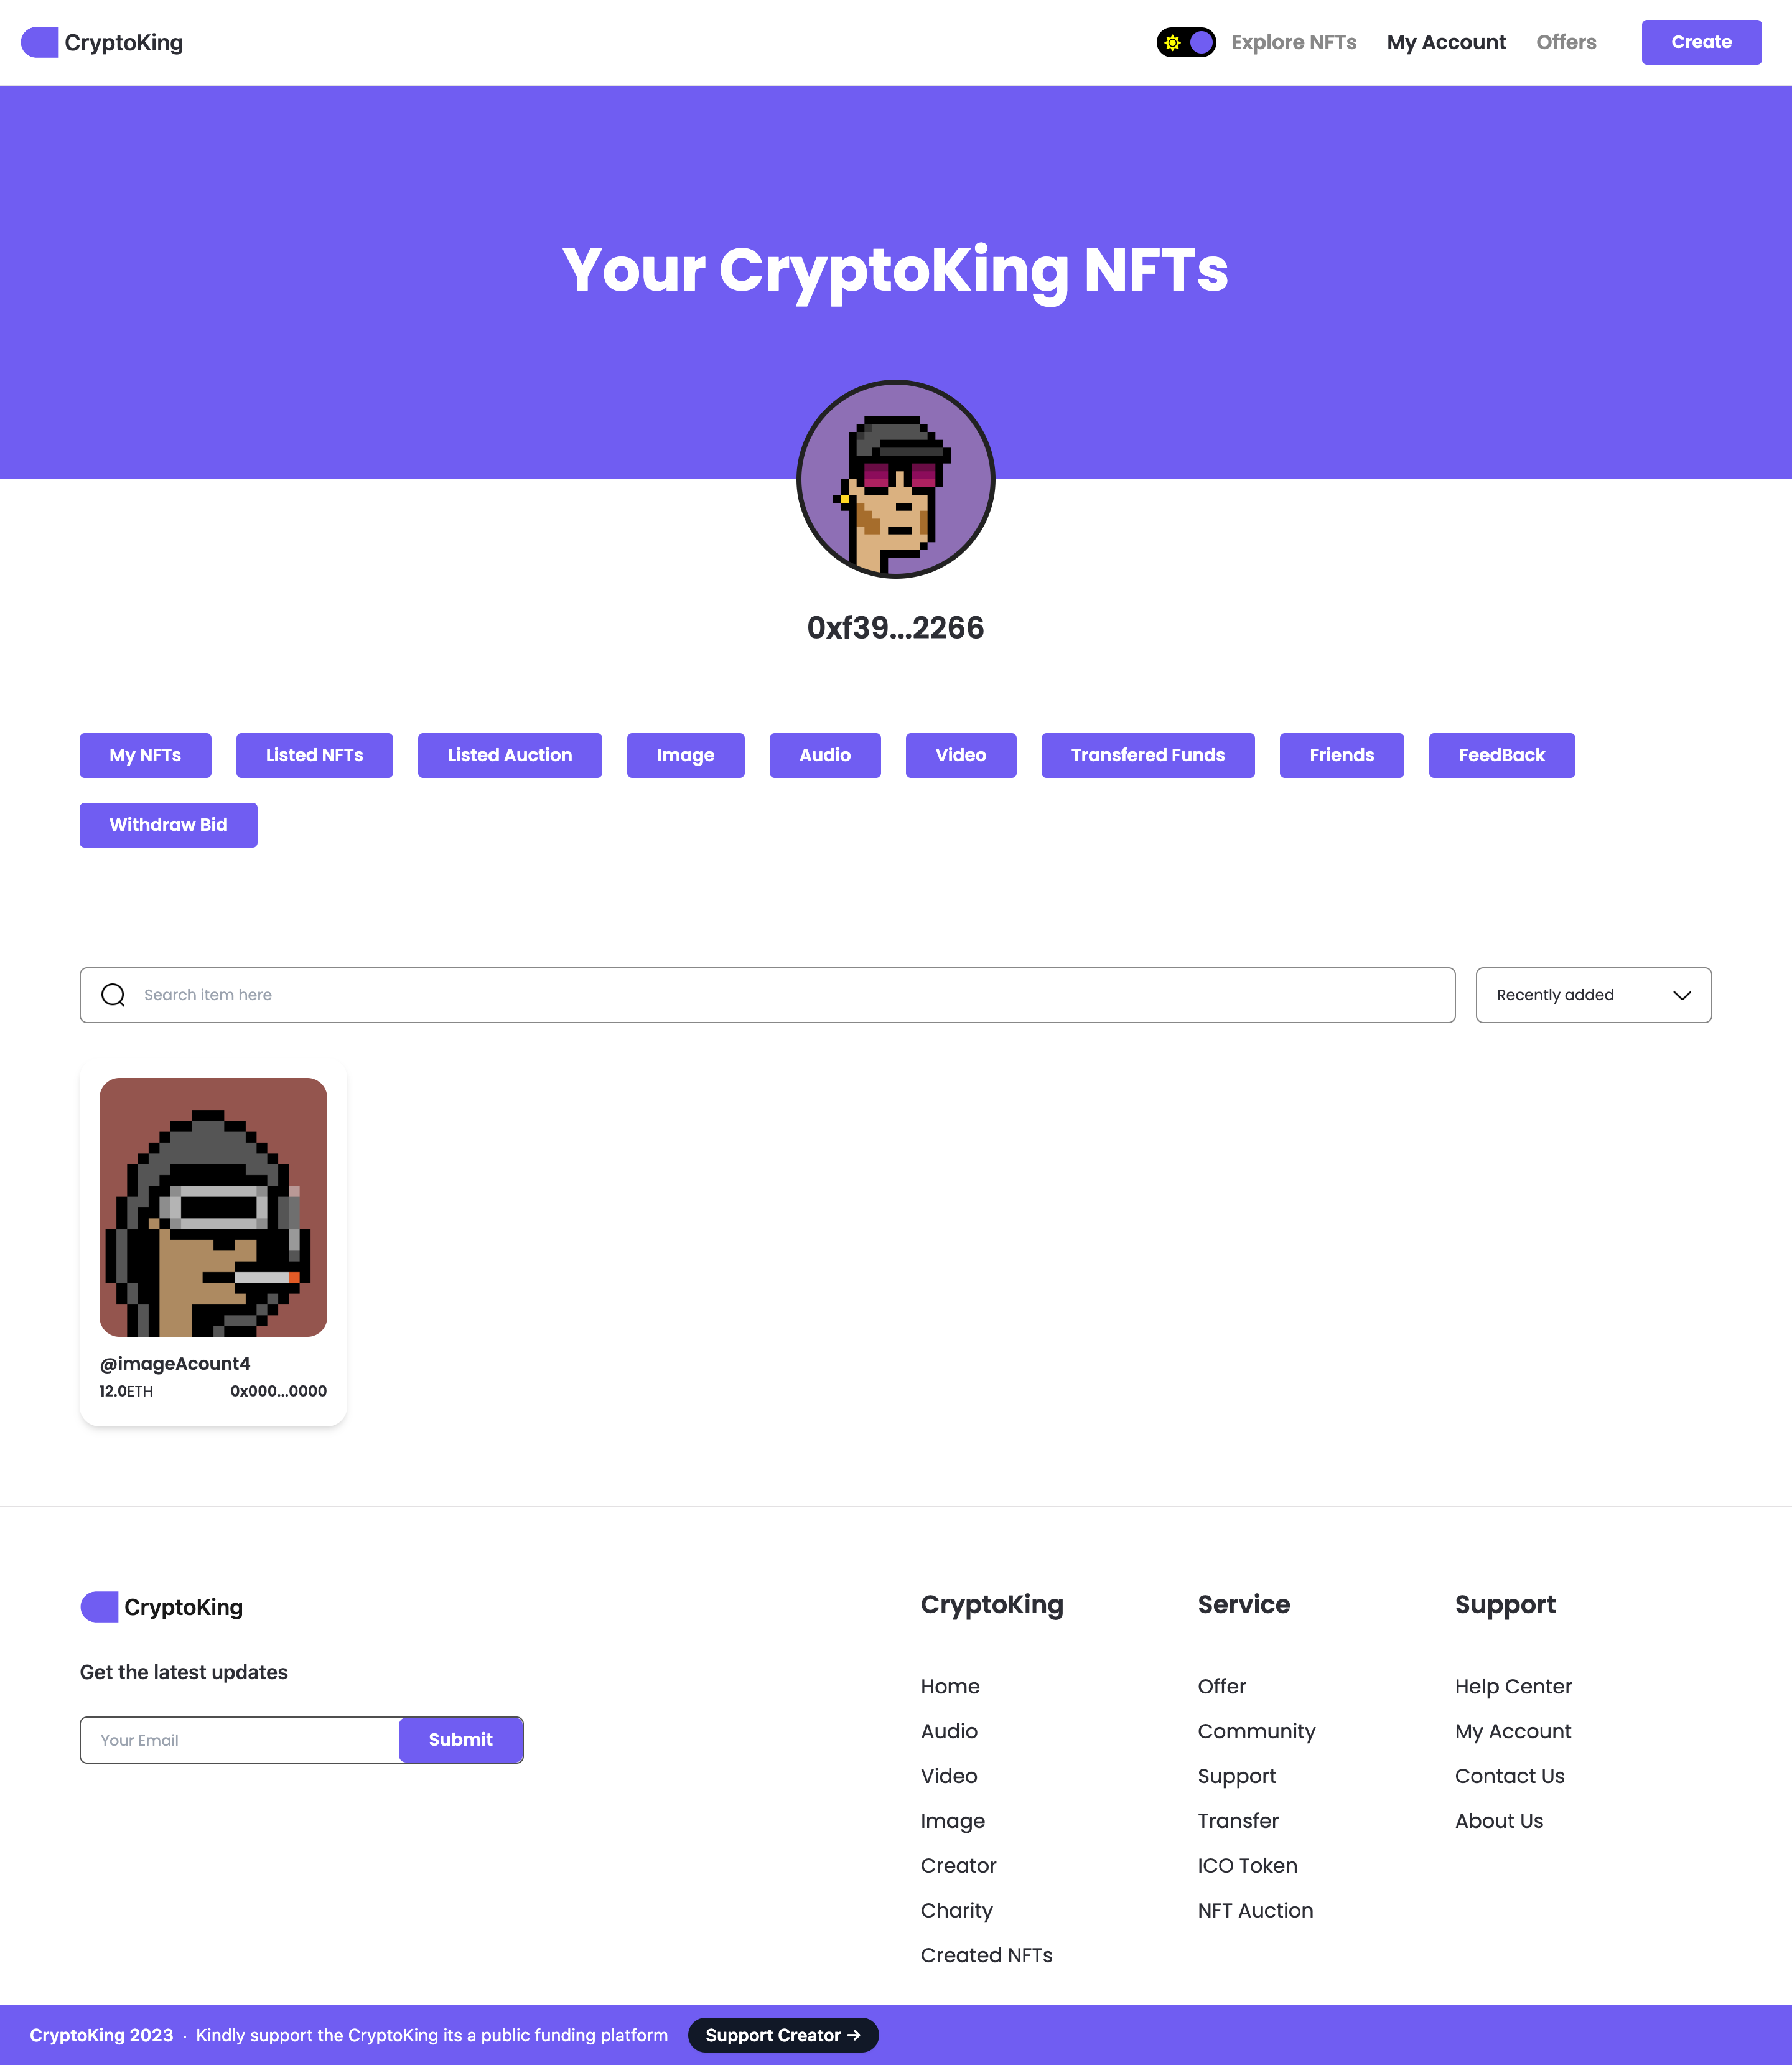 CryptoKing
Explore NFTs
My Account
Offers
Create
Your CryptoKing NFTs
0xf39...2266
My NFTs
Listed NFTs
Listed Auction
Image
Audio
Video
Transfered Funds
Friends
FeedBack
Withdraw Bid
Search item here
Recently added
@imageAcount4
12.0ETH
0x000...0000
CryptoKing
Get the latest updates
Your Email
Submit
CryptoKing
Home
Audio
Video
Image
Creator
Charity
Created NFTs
Service
Offer
Community
Support
Transfer
ICO Token
NFT Auction
Support
Help Center
My Account
Contact Us
About Us
CryptoKing 2023 · Kindly support the CryptoKing its a public funding platform
Support Creator →